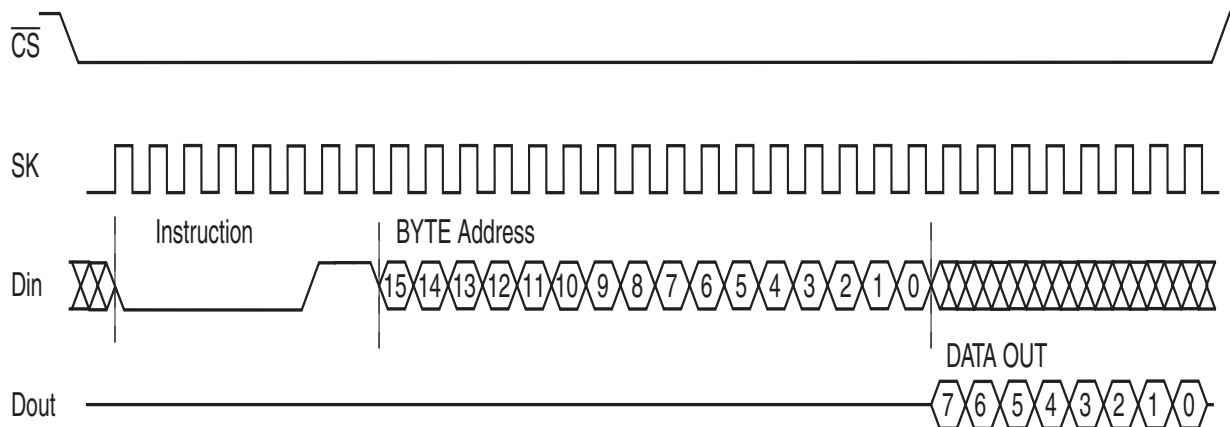 C̅S̅
SK
Instruction BYTE Address
Din 15 14 13 12 11 10 9 8 7 6 5 4 3 2 1 0
DATA OUT
Dout 7 6 5 4 3 2 1 0